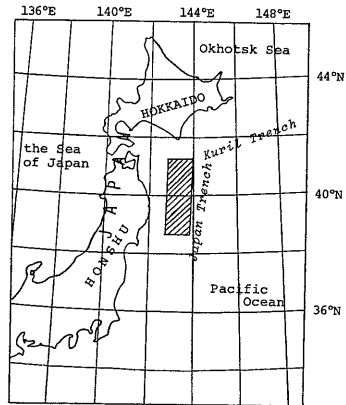 136°E 140°E 144°E 148°E
Okhotsk Sea
44°N
HOKKAIDO
Kuril Trench
the Sea
of Japan
JAPAN
40°N
Japan Trench
HONSHU
Pacific
Ocean
36°N